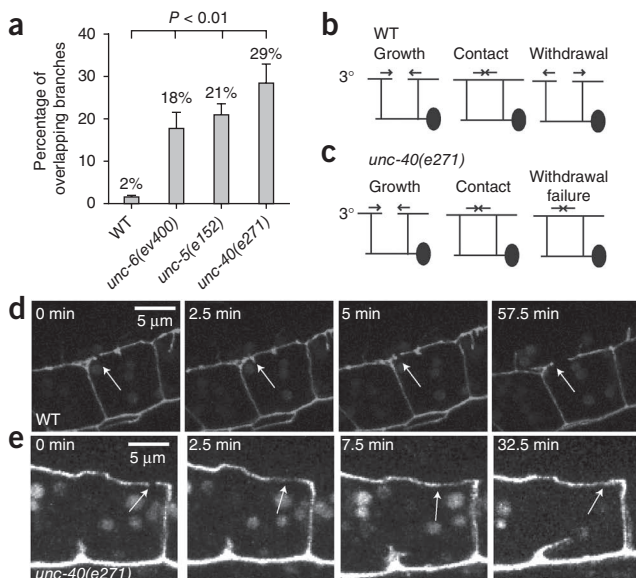 a
P < 0.01
Percentage of
overlapping branches
40
30
20
10
0
2%
18%
21%
29%
WT
unc-6(ev400)
unc-5(e152)
unc-40(e271)
b
WT
Growth
Contact
Withdrawal
3°
c
unc-40(e271)
Growth
Contact
Withdrawal
failure
3°
d
0 min
5 μm
WT
2.5 min
5 min
57.5 min
e
0 min
5 μm
unc-40(e271)
2.5 min
7.5 min
32.5 min